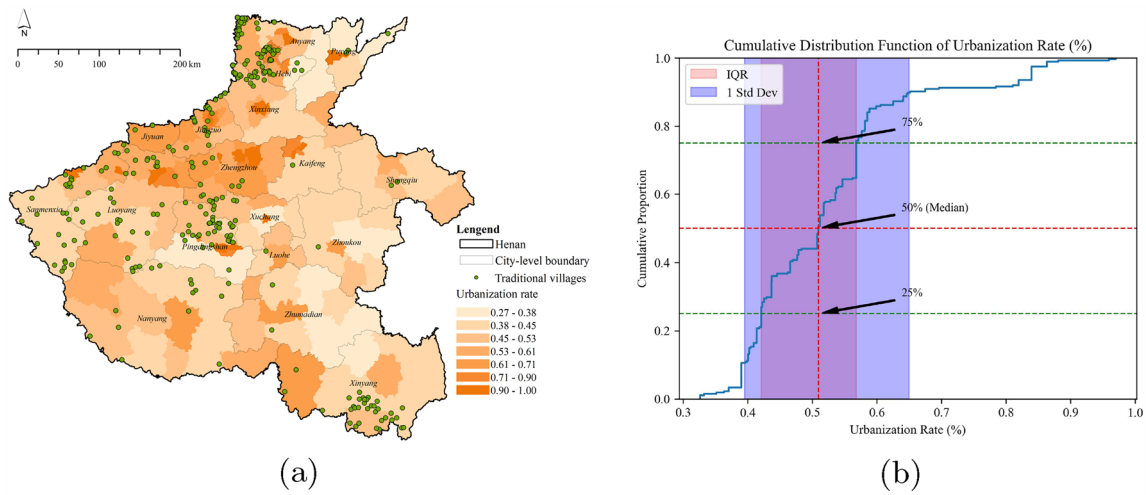 N
0 50 100 200 km
Anyang
Puyang
Hebi
Xinxiang
Jiyuan
Jiaozuo
Zhengzhou
Kaifeng
Shangqiu
Sanmenxia
Luoyang
Xuchang
Pingdingshan
Luohe
Zhoukou
Nanyang
Zhumadian
Xinyang
Lengend
Henan
City-level boundary
Traditional villages
Urbanization rate
0.27 - 0.38
0.38 - 0.45
0.45 - 0.53
0.53 - 0.61
0.61 - 0.71
0.71 - 0.90
0.90 - 1.00
(a)
Cumulative Distribution Function of Urbanization Rate (%)
IQR
1 Std Dev
75%
50% (Median)
25%
Cumulative Proportion
1.0
0.8
0.6
0.4
0.2
0.0
0.3 0.4 0.5 0.6 0.7 0.8 0.9 1.0
Urbanization Rate (%)
(b)